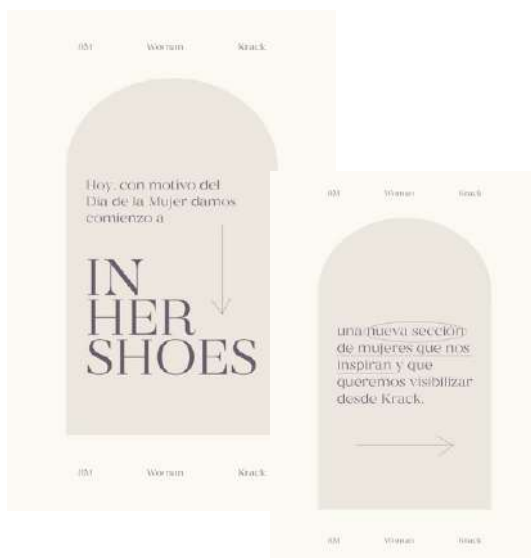 8M Woman Krack
Hoy, con motivo del
Día de la Mujer damos
comienzo a
IN
HER
SHOES
8M Woman Krack
8M Woman Krack
una nueva sección
de mujeres que nos
inspiran y que
queremos visibilizar
desde Krack.
8M Woman Krack